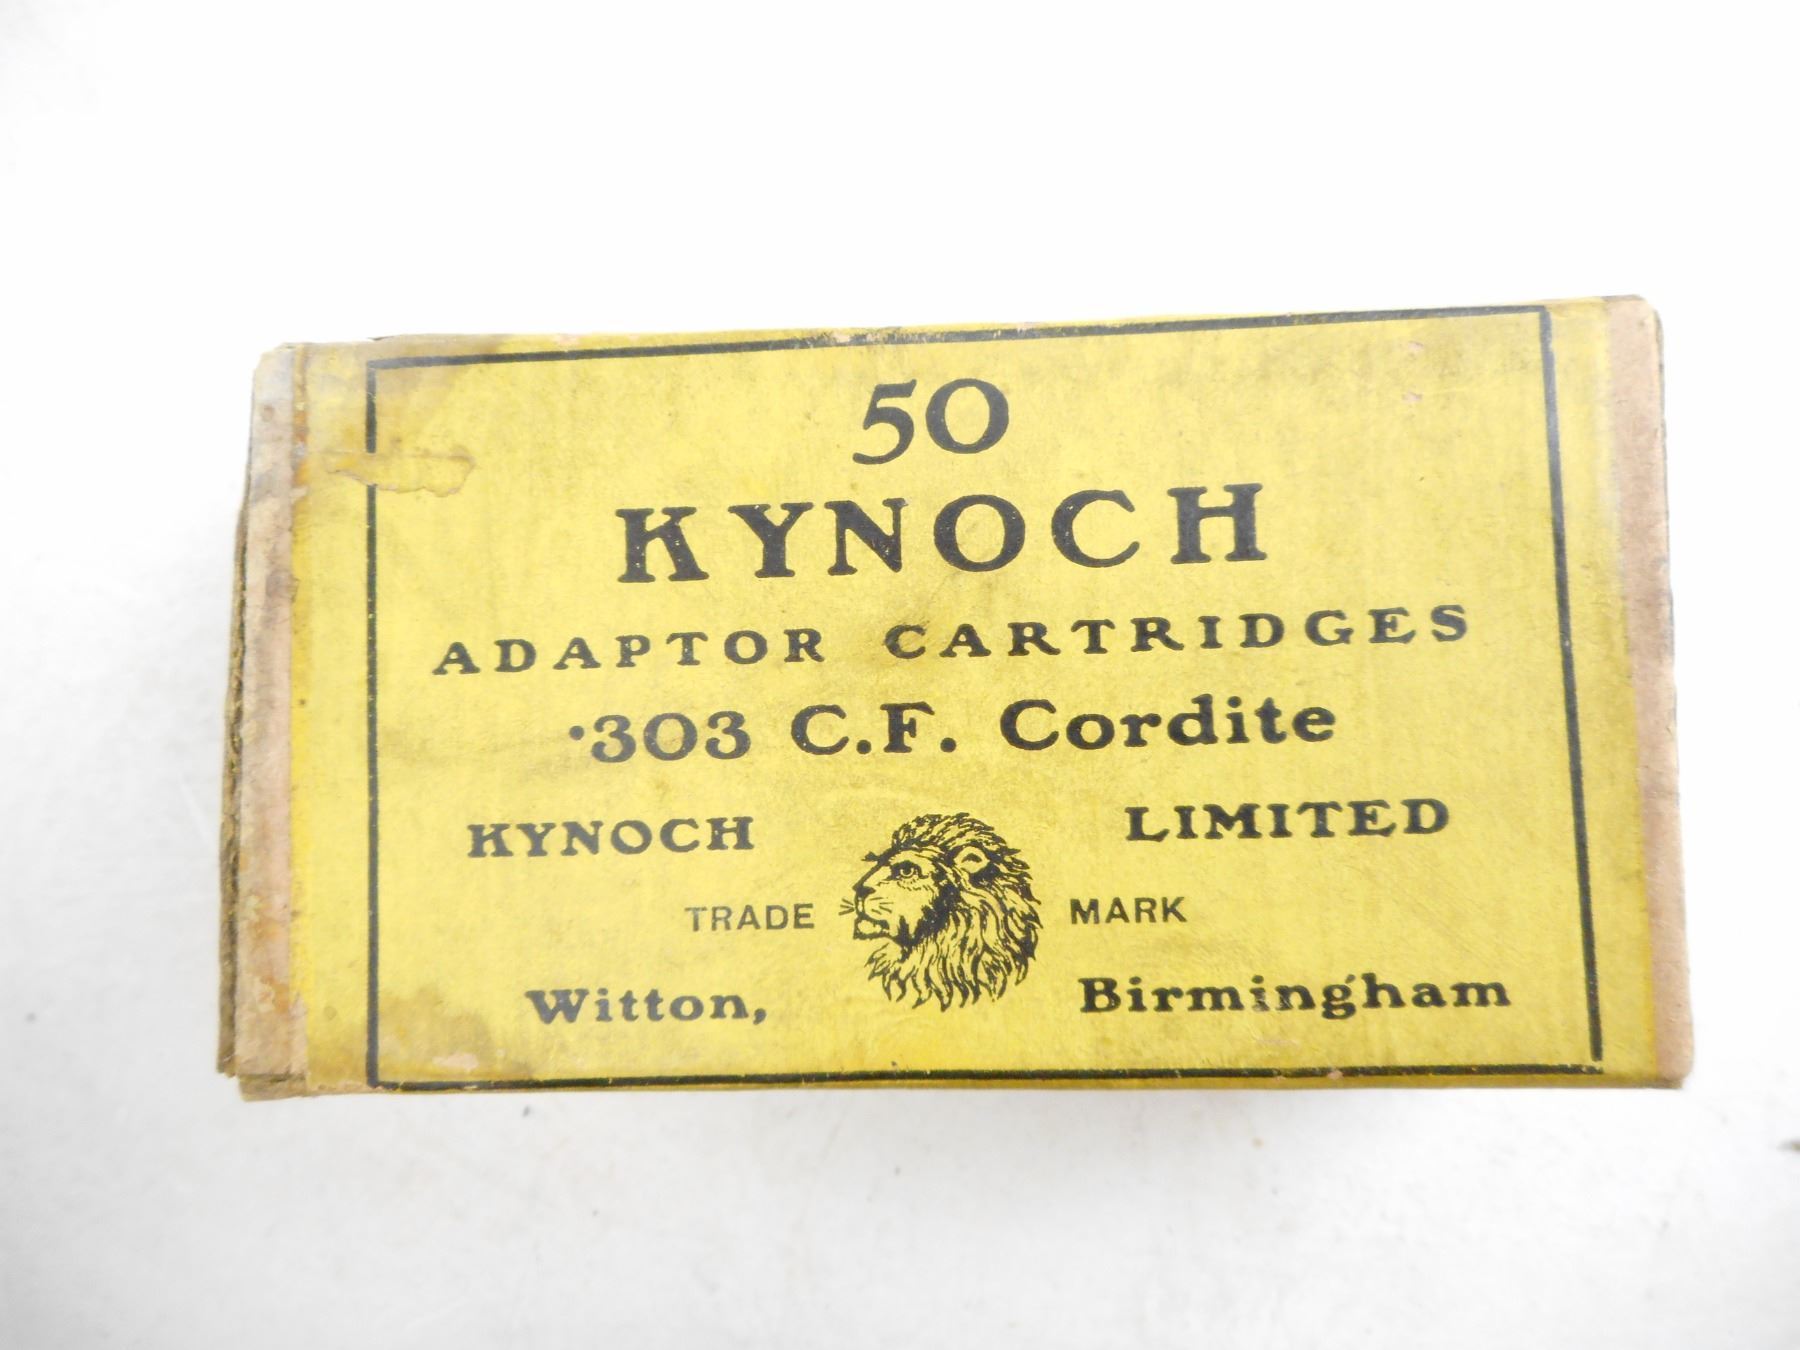 50
KYNOCH
ADAPTOR CARTRIDGES
·303 C.F. Cordite
KYNOCH LIMITED
TRADE MARK
Witton, Birmingham